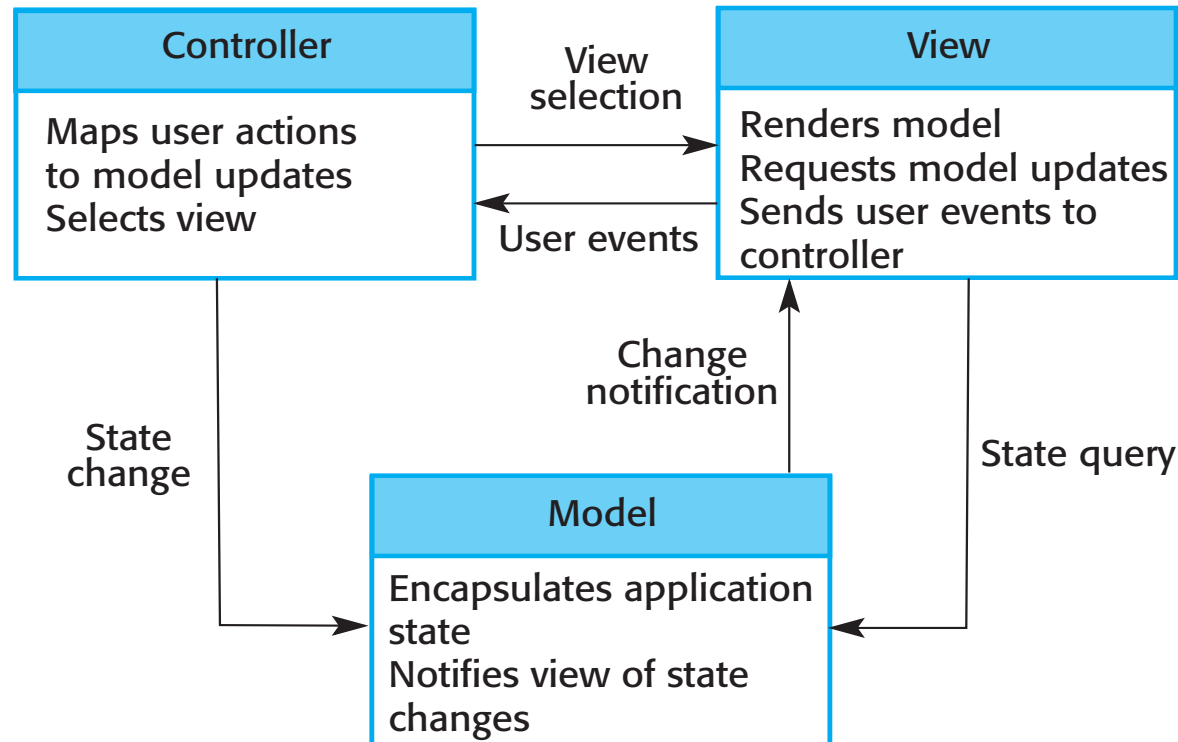 Controller
Maps user actions
to model updates
Selects view
View
selection
User events
View
Renders model
Requests model updates
Sends user events to
controller
State
change
Change
notification
State query
Model
Encapsulates application
state
Notifies view of state
changes